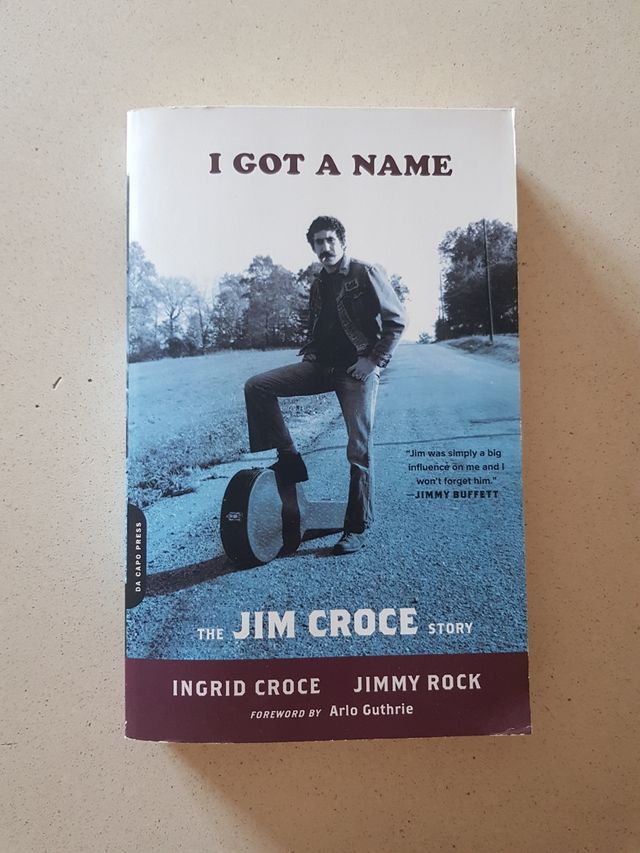 I GOT A NAME
"Jim was simply a big
influence on me and I
won't forget him."
—JIMMY BUFFETT
DA CAPO PRESS
THE JIM CROCE STORY
INGRID CROCE JIMMY ROCK
FOREWORD BY Arlo Guthrie